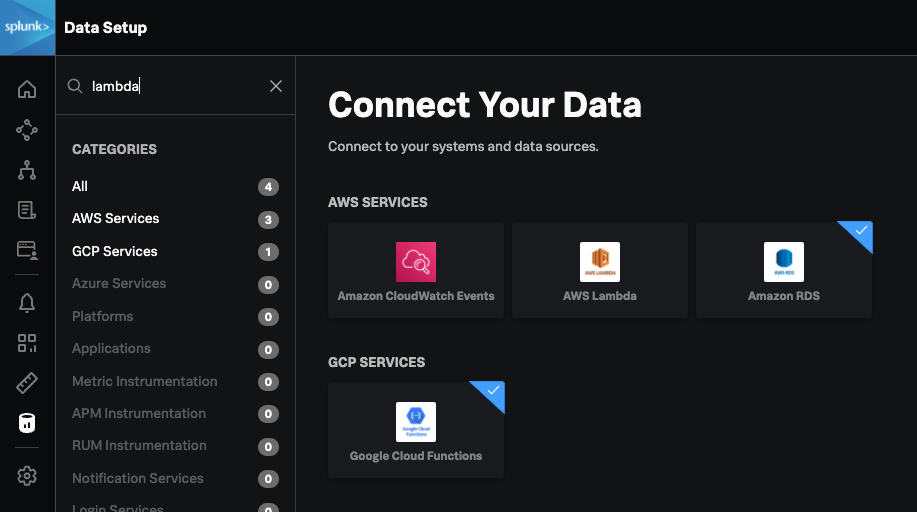 splunk>
Data Setup
lambda
CATEGORIES
All 4
AWS Services 3
GCP Services 1
Azure Services 0
Platforms 0
Applications 0
Metric Instrumentation 0
APM Instrumentation 0
RUM Instrumentation 0
Notification Services 0
Login Services 0
Connect Your Data
Connect to your systems and data sources.
AWS SERVICES
Amazon CloudWatch Events
AWS LAMBDA
AWS Lambda
AWS RDS
Amazon RDS
GCP SERVICES
Google Cloud
Functions
Google Cloud Functions